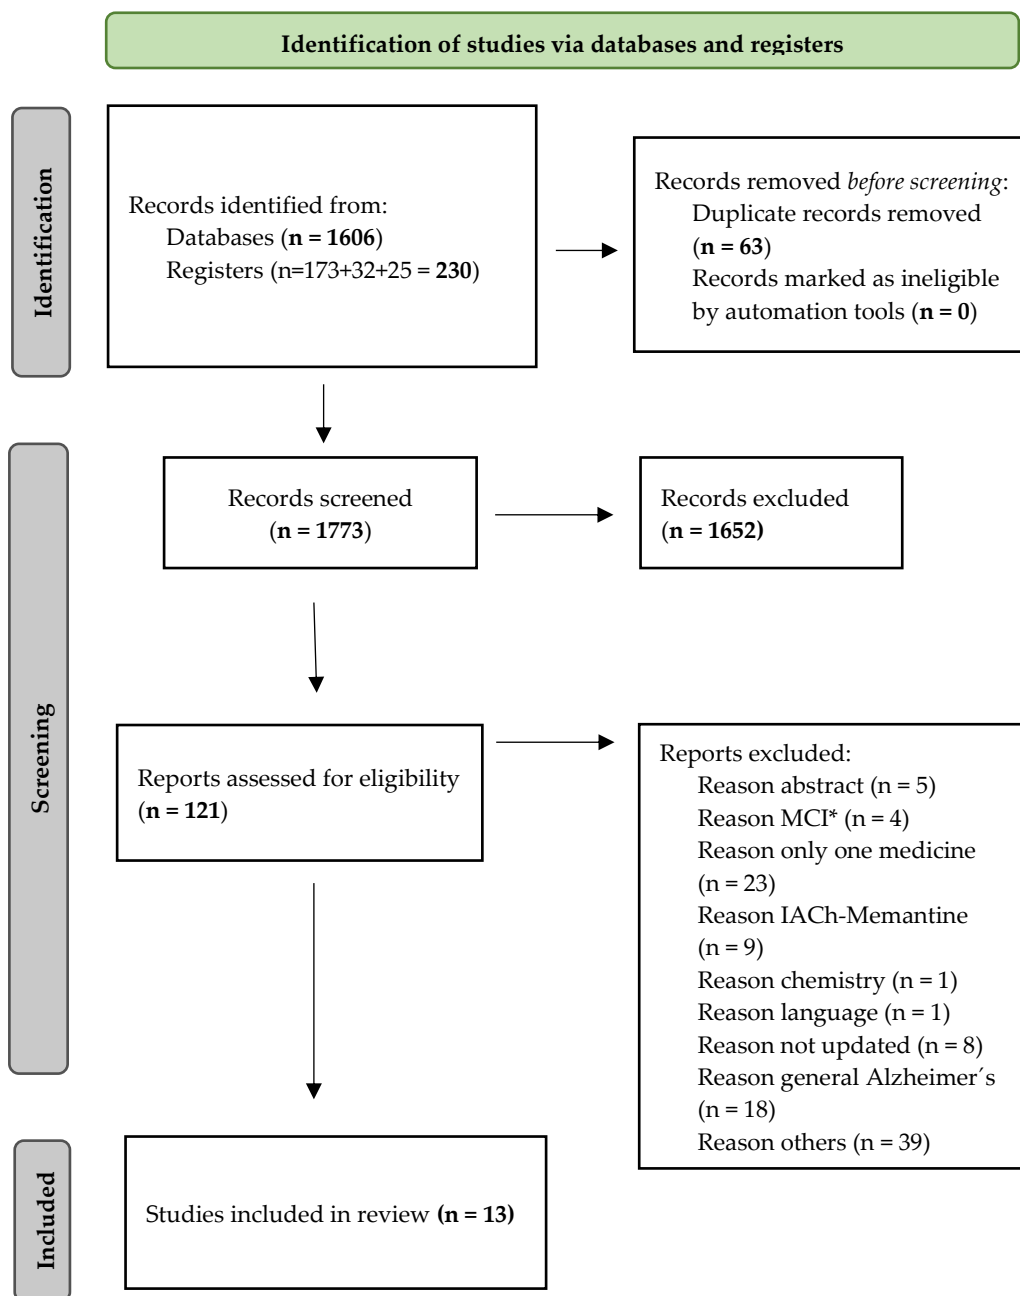 Identification of studies via databases and registers
Identification
Records identified from:
Databases (n = 1606)
Registers (n=173+32+25 = 230)
Records removed before screening:
Duplicate records removed
(n = 63)
Records marked as ineligible
by automation tools (n = 0)
Screening
Records screened
(n = 1773)
Records excluded
(n = 1652)
Reports assessed for eligibility
(n = 121)
Reports excluded:
Reason abstract (n = 5)
Reason MCI* (n = 4)
Reason only one medicine
(n = 23)
Reason IACh-Memantine
(n = 9)
Reason chemistry (n = 1)
Reason language (n = 1)
Reason not updated (n = 8)
Reason general Alzheimer´s
(n = 18)
Reason others (n = 39)
Included
Studies included in review (n = 13)